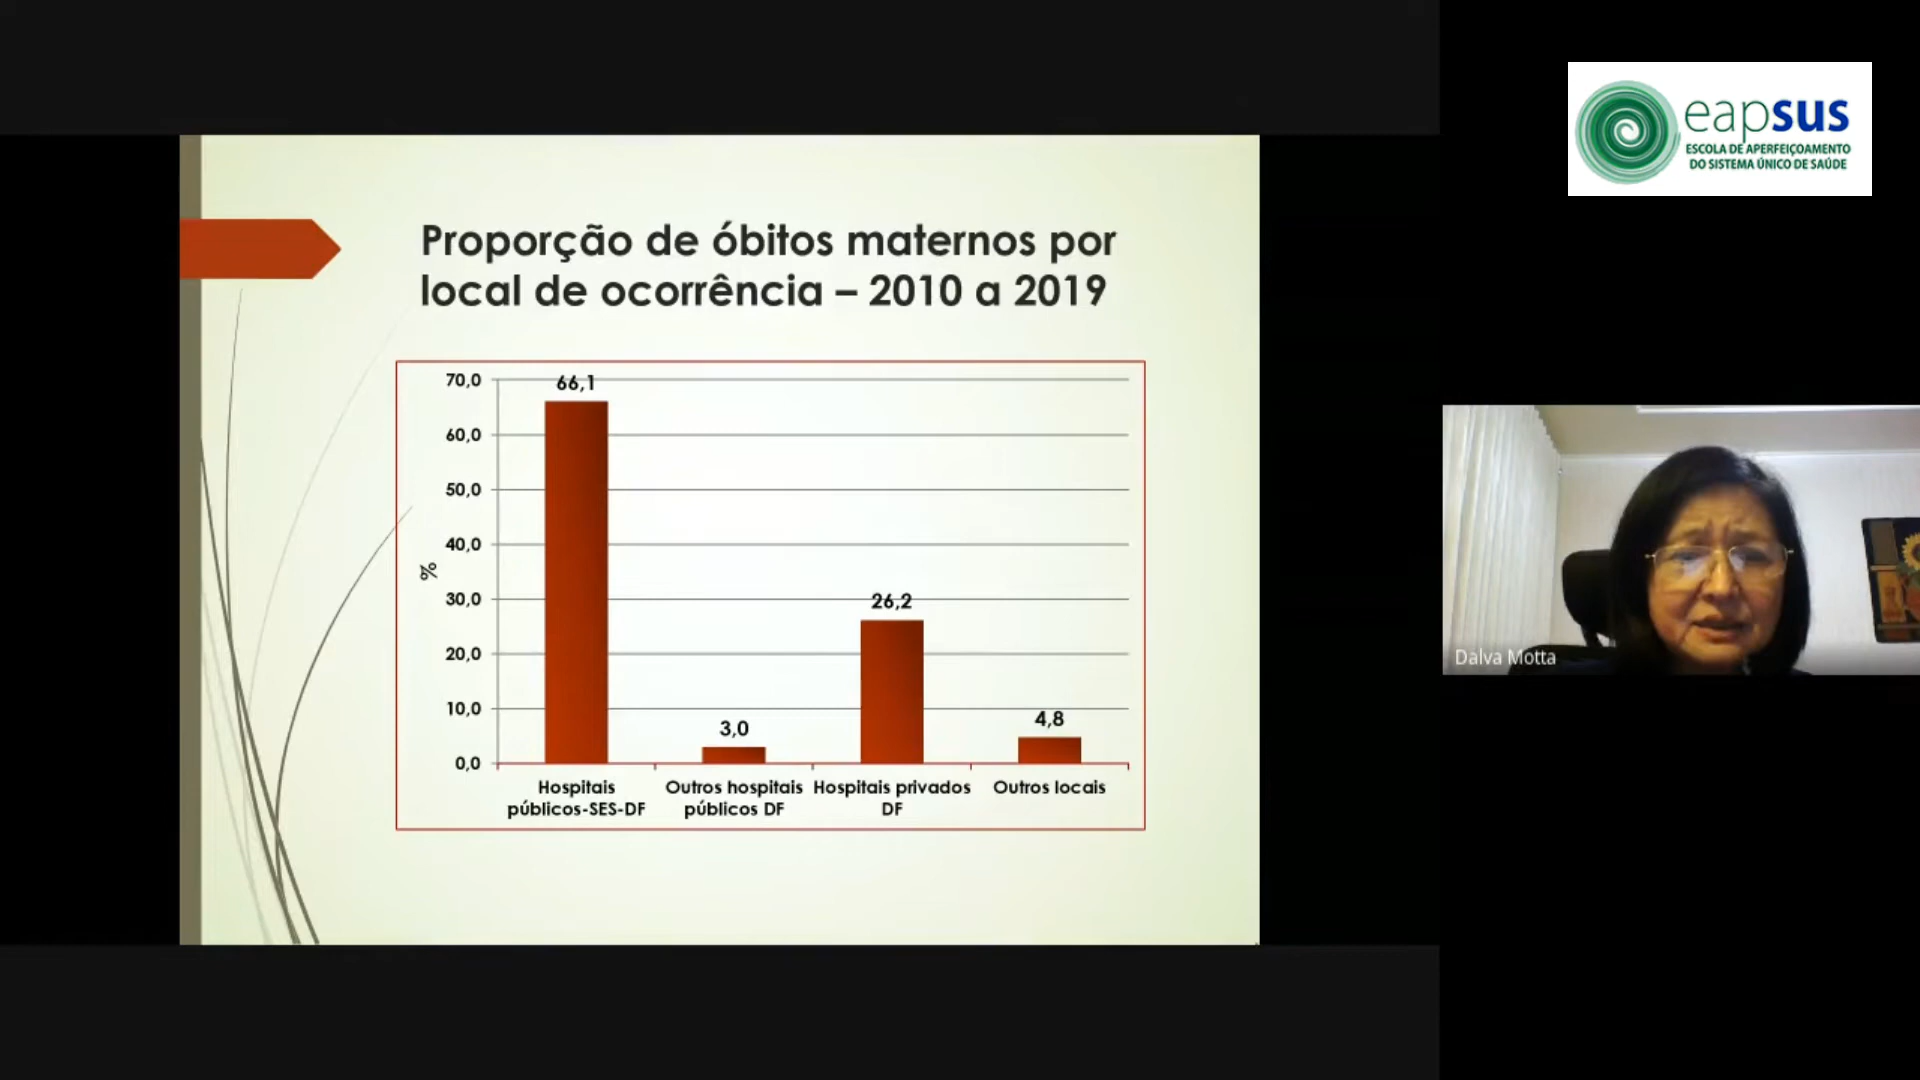 eapsus
ESCOLA DE APERFEIÇOAMENTO
DO SISTEMA ÚNICO DE SAÚDE
Proporção de óbitos maternos por
local de ocorrência – 2010 a 2019
70,0
60,0
50,0
40,0
30,0
20,0
10,0
0,0
%
66,1
3,0
26,2
4,8
Hospitais
públicos-SES-DF
Outros hospitais
públicos DF
Hospitais privados
DF
Outros locais
Dalva Motta